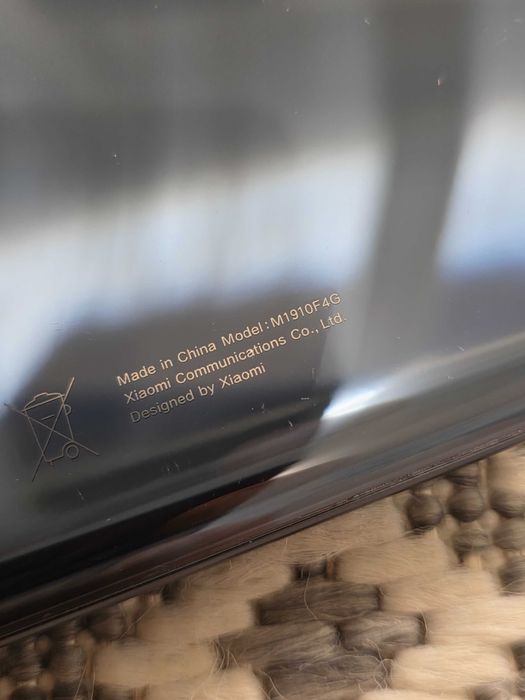 Made in China Model:M1910F4G
Xiaomi Communications Co., Ltd.
Designed by Xiaomi